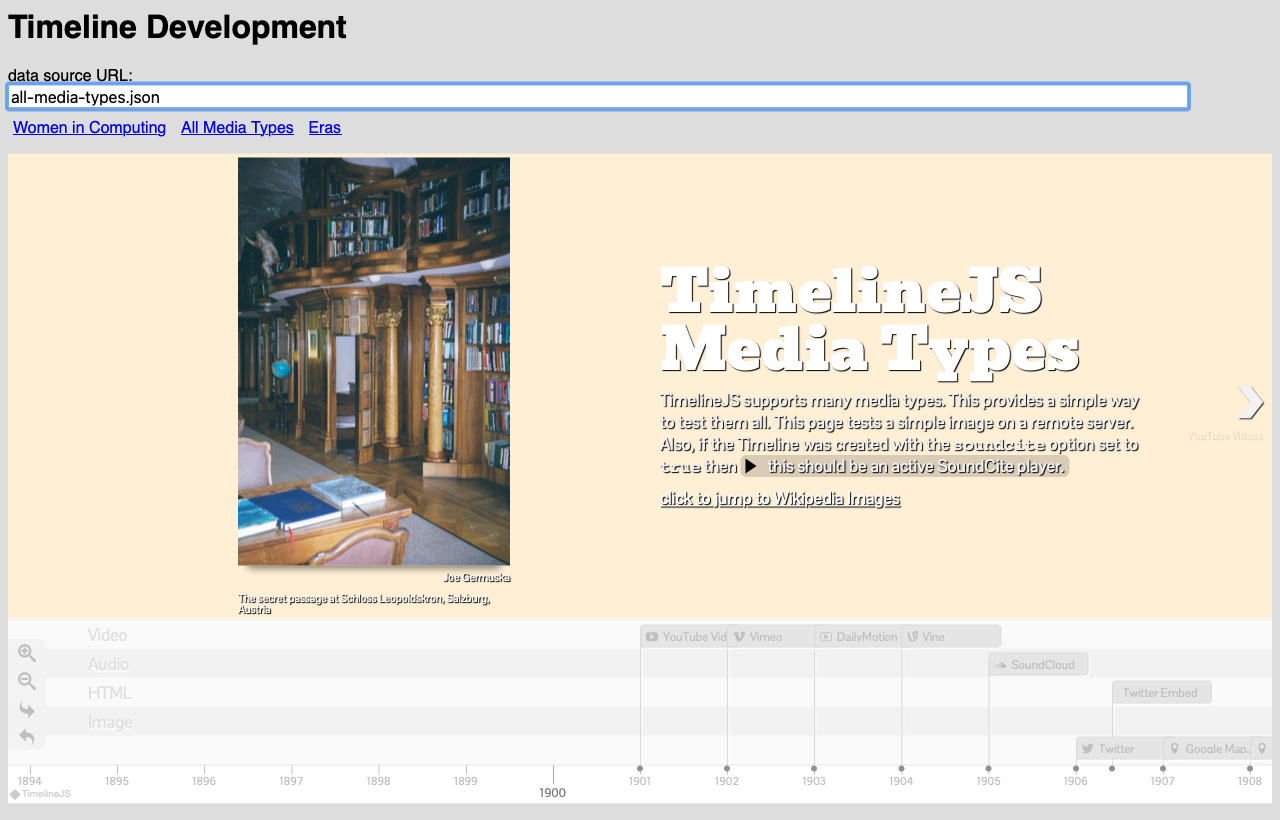 Timeline Development
data source URL:
all-media-types.json
Women in Computing All Media Types Eras
TimelineJS
Media Types
TimelineJS supports many media types. This provides a simple way
to test them all. This page tests a simple image on a remote server.
Also, if the Timeline was created with the soundcite option set to
true then this should be an active SoundCite player.
click to jump to Wikipedia Images
YouTube Videos
Joe Germuska
The secret passage at Schloss Leopoldskron, Salzburg,
Austria
Video
YouTube Vid Vimeo DailyMotion Vine
Audio
SoundCloud
HTML
Twitter Embed
Image
Twitter Google Map..
1894 1895 1896 1897 1898 1899 1900 1901 1902 1903 1904 1905 1906 1907 1908
TimelineJS